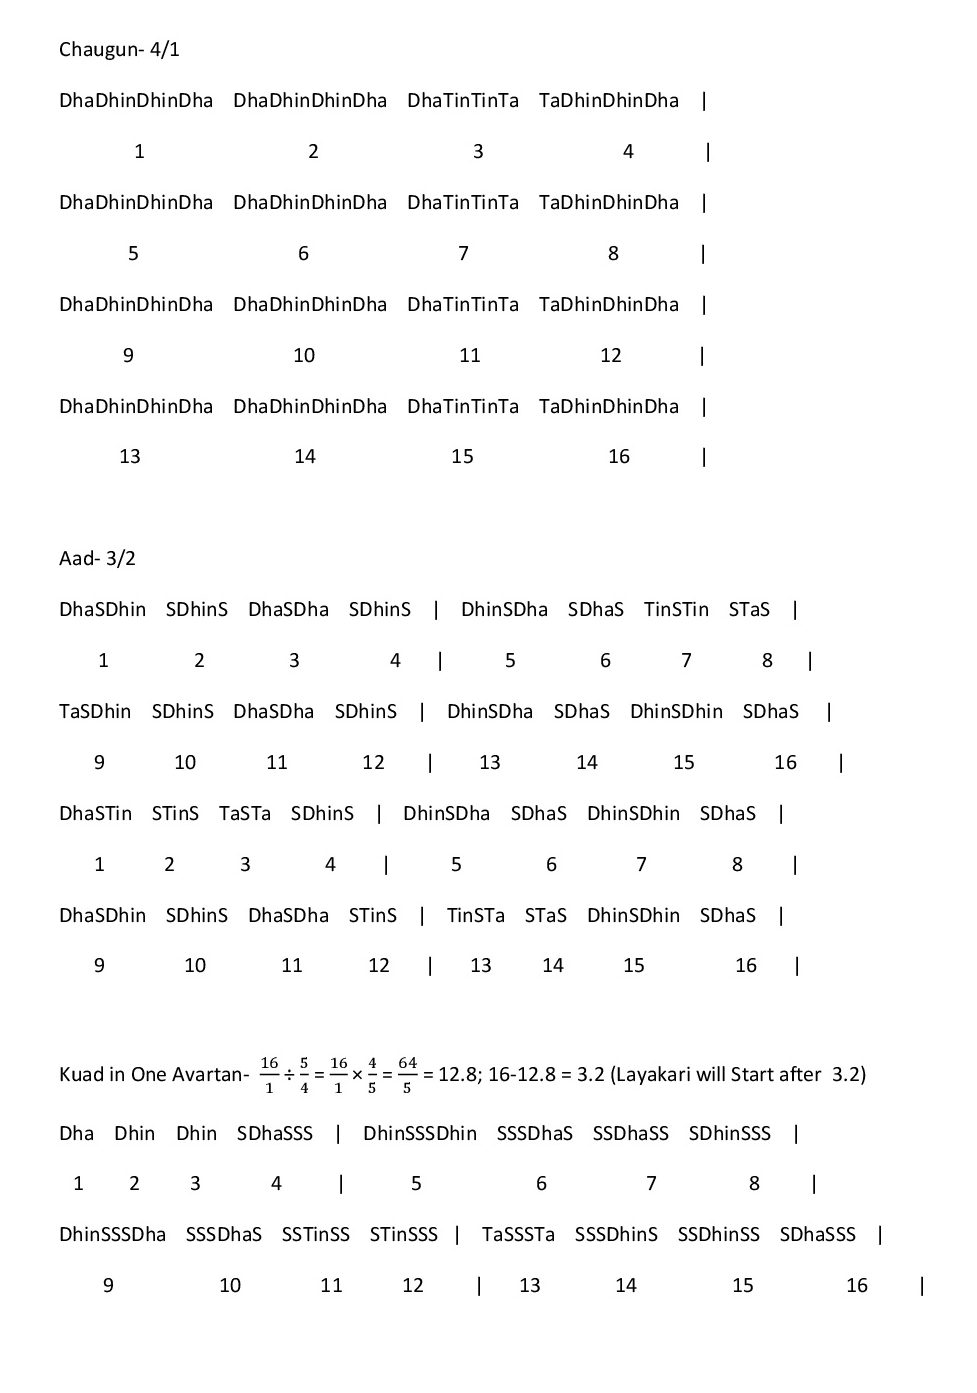 Chaugun- 4/1
DhaDhinDhinDha DhaDhinDhinDha DhaTinTinTa TaDhinDhinDha |
1 2 3 4 |
DhaDhinDhinDha DhaDhinDhinDha DhaTinTinTa TaDhinDhinDha |
5 6 7 8 |
DhaDhinDhinDha DhaDhinDhinDha DhaTinTinTa TaDhinDhinDha |
9 10 11 12 |
DhaDhinDhinDha DhaDhinDhinDha DhaTinTinTa TaDhinDhinDha |
13 14 15 16 |
Aad- 3/2
DhaSDhin SDhinS DhaSDha SDhinS | DhinSDha SDhaS TinSTin STaS |
1 2 3 4 | 5 6 7 8 |
TaSDhin SDhinS DhaSDha SDhinS | DhinSDha SDhaS DhinSDhin SDhaS |
9 10 11 12 | 13 14 15 16 |
DhaSTin STinS TaSTa SDhinS | DhinSDha SDhaS DhinSDhin SDhaS |
1 2 3 4 | 5 6 7 8 |
DhaSDhin SDhinS DhaSDha STinS | TinSTa STaS DhinSDhin SDhaS |
9 10 11 12 | 13 14 15 16 |
Kuad in One Avartan- 16/1 ÷ 5/4 = 16/1 × 4/5 = 64/5 = 12.8; 16-12.8 = 3.2 (Layakari will Start after 3.2)
Dha Dhin Dhin SDhaSSS | DhinSSSDhin SSSDhaS SSDhaSS SDhinSSS |
1 2 3 4 | 5 6 7 8 |
DhinSSSDha SSSDhaS SSTinSS STinSSS | TaSSSTa SSSDhinS SSDhinSS SDhaSSS |
9 10 11 12 | 13 14 15 16 |